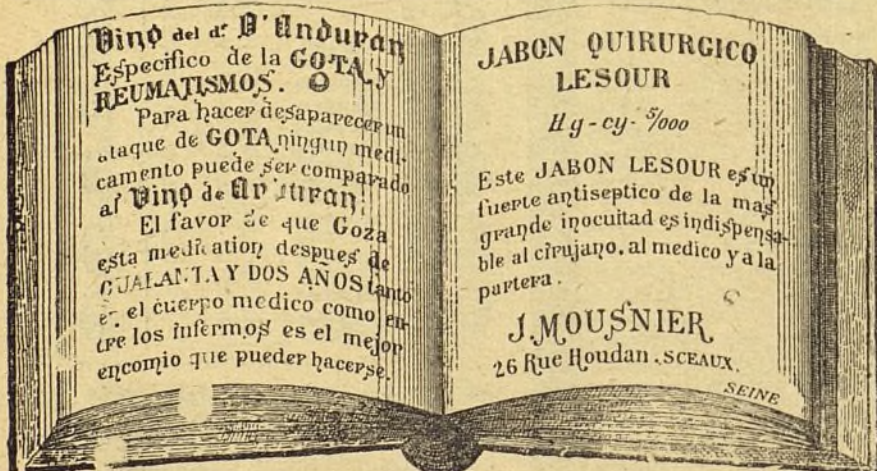 Vino del dr D'Anduran
Especifico de la GOTA y
REUMATISMOS.
Para hacer desaparecer un
ataque de GOTA ningun medi-
camento puede ser comparado
al Vino de An duran
El favor de que Goza
esta medication despues de
CUALANTA Y DOS AÑOS tanto
en el cuerpo medico como en-
tre los infermos es el mejor
encomio que pueder hacerse.
JABON QUIRURGICO
LESOUR
Hg-cy-5/000
Este JABON LESOUR es un
fuerte antiseptico de la mas
grande inocuitad es indispensa-
ble al cirujano, al medico y a la
partera.
J. MOUSNIER
26 Rue Houdan. SCEAUX.
SEINE